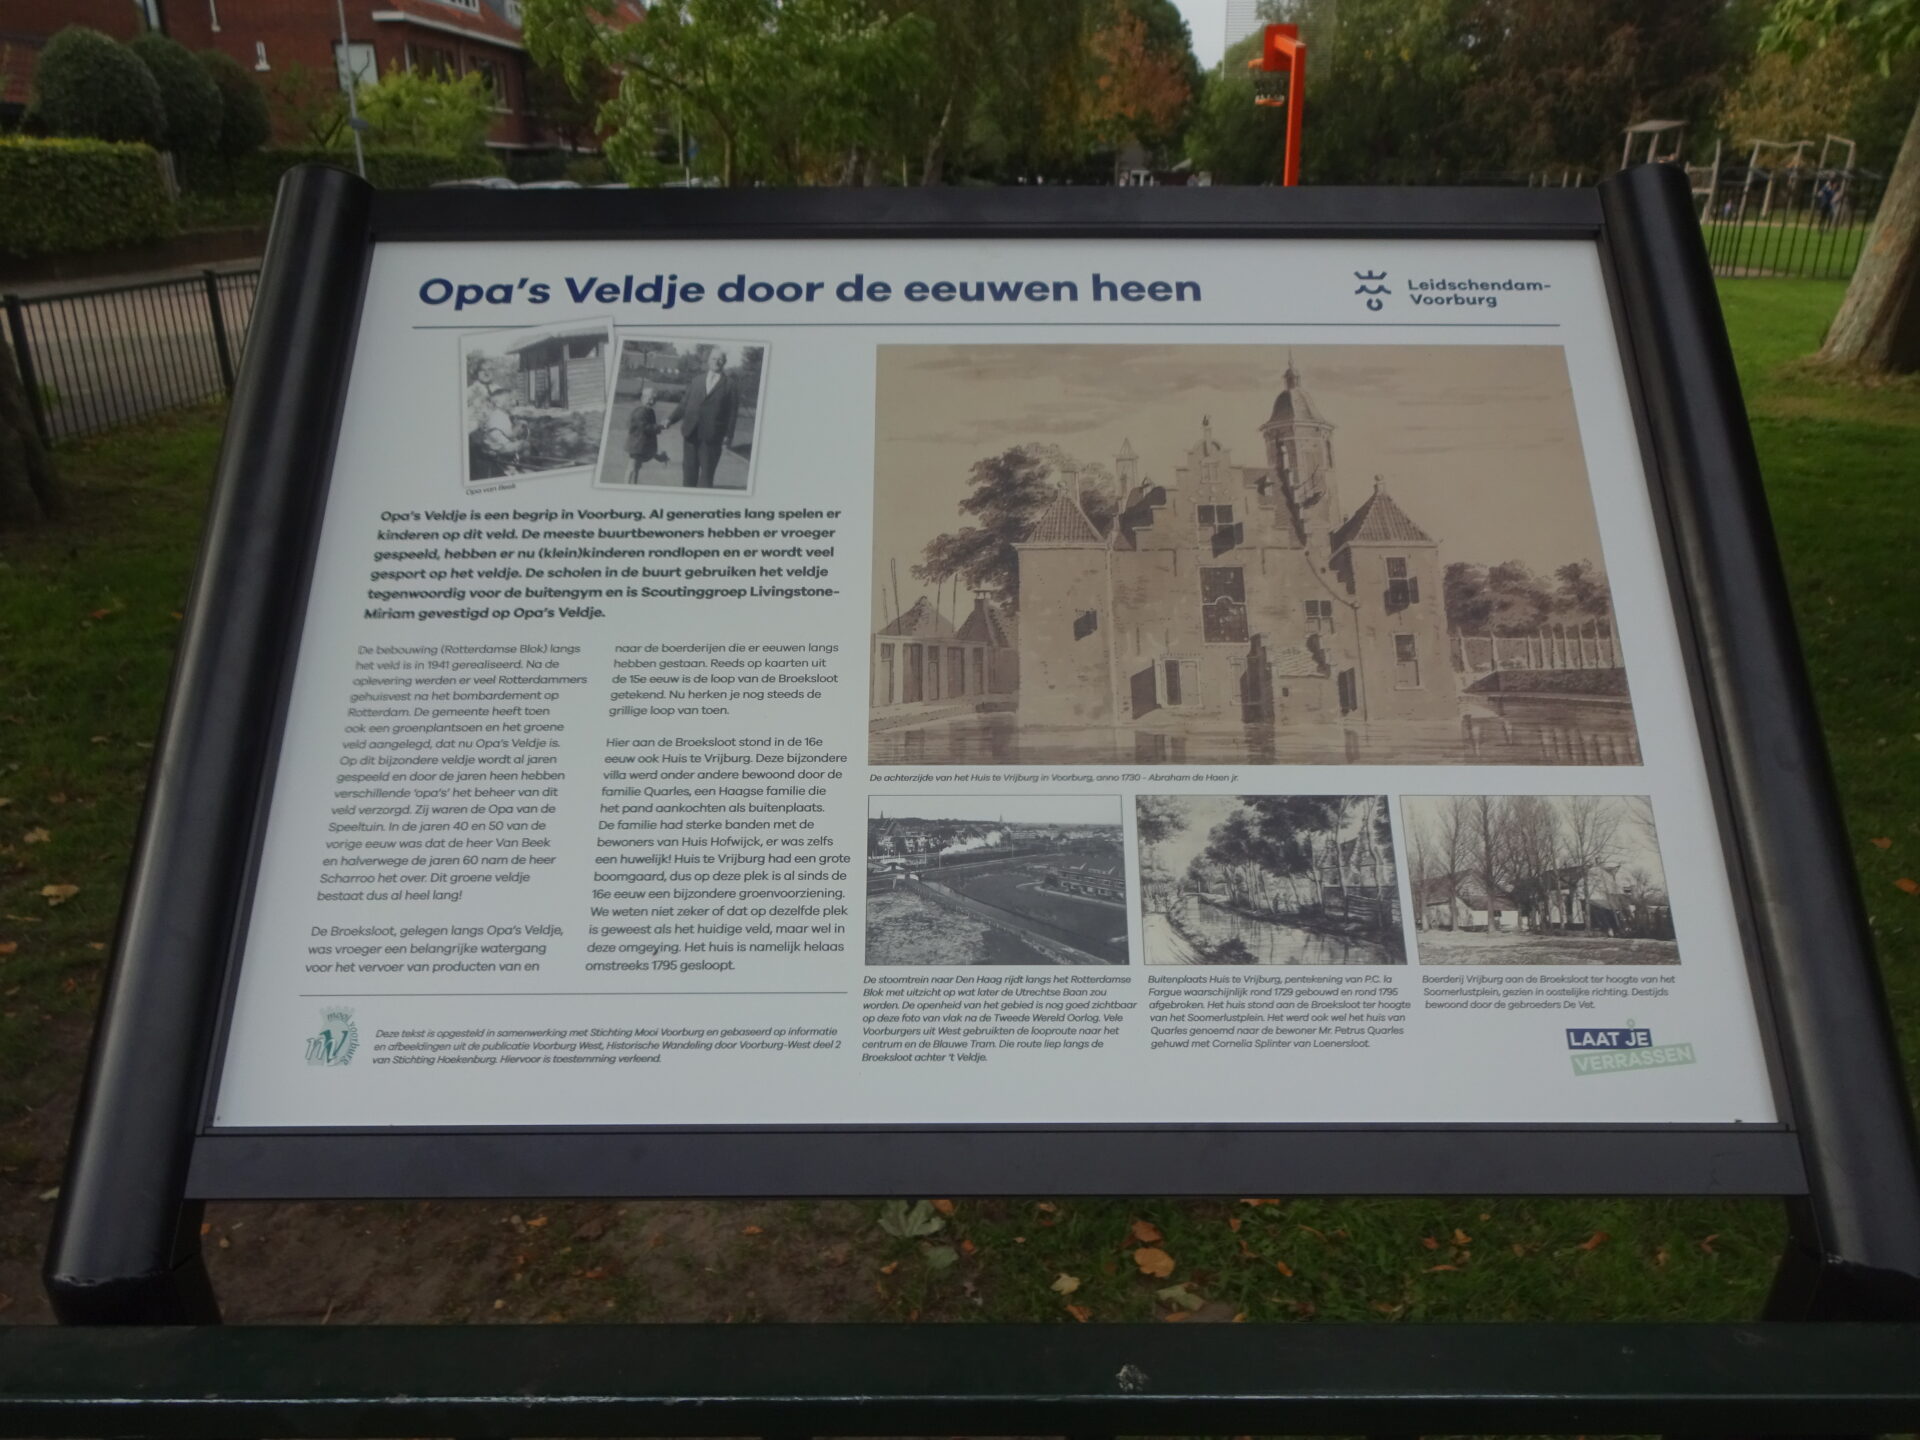 Opa's Veldje door de eeuwen heen
Leidschendam-
Voorburg
Opa van Beek
Opa's Veldje is een begrip in Voorburg. Al generaties lang spelen er
kinderen op dit veld. De meeste buurtbewoners hebben er vroeger
gespeeld, hebben er nu (klein)kinderen rondlopen en er wordt veel
gesport op het veldje. De scholen in de buurt gebruiken het veldje
tegenwoordig voor de buitengym en is Scoutinggroep Livingstone-
Miriam gevestigd op Opa's Veldje.
De bebouwing (Rotterdamse Blok) langs
het veld is in 1941 gerealiseerd. Na de
oplevering werden er veel Rotterdammers
gehuisvest na het bombardement op
Rotterdam. De gemeente heeft toen
ook een groenplantsoen en het groene
veld aangelegd, dat nu Opa's Veldje is.
Op dit bijzondere veldje wordt al jaren
gespeeld en door de jaren heen hebben
verschillende 'opa's' het beheer van dit
veld verzorgd. Zij waren de Opa van de
Speeltuin. In de jaren 40 en 50 van de
vorige eeuw was dat de heer Van Beek
en halverwege de jaren 60 nam de heer
Scharroo het over. Dit groene veldje
bestaat dus al heel lang!
De Broeksloot, gelegen langs Opa's Veldje,
was vroeger een belangrijke watergang
voor het vervoer van producten van en
naar de boerderijen die er eeuwen langs
hebben gestaan. Reeds op kaarten uit
de 15e eeuw is de loop van de Broeksloot
getekend. Nu herken je nog steeds de
grillige loop van toen.
Hier aan de Broeksloot stond in de 16e
eeuw ook Huis te Vrijburg. Deze bijzondere
villa werd onder andere bewoond door de
familie Quarles, een Haagse familie die
het pand aankochten als buitenplaats.
De familie had sterke banden met de
bewoners van Huis Hofwijck, er was zelfs
een huwelijk! Huis te Vrijburg had een grote
boomgaard, dus op deze plek is al sinds de
16e eeuw een bijzondere groenvoorziening.
We weten niet zeker of dat op dezelfde plek
is geweest als het huidige veld, maar wel in
deze omgeying. Het huis is namelijk helaas
omstreeks 1795 gesloopt.
De achterzijde van het Huis te Vrijburg in Voorburg, anno 1730 - Abraham de Haen jr.
De stoomtrein naar Den Haag rijdt langs het Rotterdamse
Blok met uitzicht op wat later de Utrechtse Baan zou
worden. De openheid van het gebied is nog goed zichtbaar
op deze foto van vlak na de Tweede Wereld Oorlog. Vele
Voorburgers uit West gebruikten de looproute naar het
centrum en de Blauwe Tram. Die route liep langs de
Broeksloot achter 't Veldje.
Buitenplaats Huis te Vrijburg, pentekening van P.C. la
Fargue waarschijnlijk rond 1729 gebouwd en rond 1795
afgebroken. Het huis stond aan de Broeksloot ter hoogte
van het Soomerlustplein. Het werd ook wel het huis van
Quarles genoemd naar de bewoner Mr. Petrus Quarles
gehuwd met Cornelia Splinter van Loenersloot.
Boerderij Vrijburg aan de Broeksloot ter hoogte van het
Soomerlustplein, gezien in oostelijke richting. Destijds
bewoond door de gebroeders De Vet.
mooi voorburg
Deze tekst is opgesteld in samenwerking met Stichting Mooi Voorburg en gebaseerd op informatie
en afbeeldingen uit de publicatie Voorburg West, Historische Wandeling door Voorburg-West deel 2
van Stichting Hoekenburg. Hiervoor is toestemming verleend.
LAAT JE
VERRASSEN